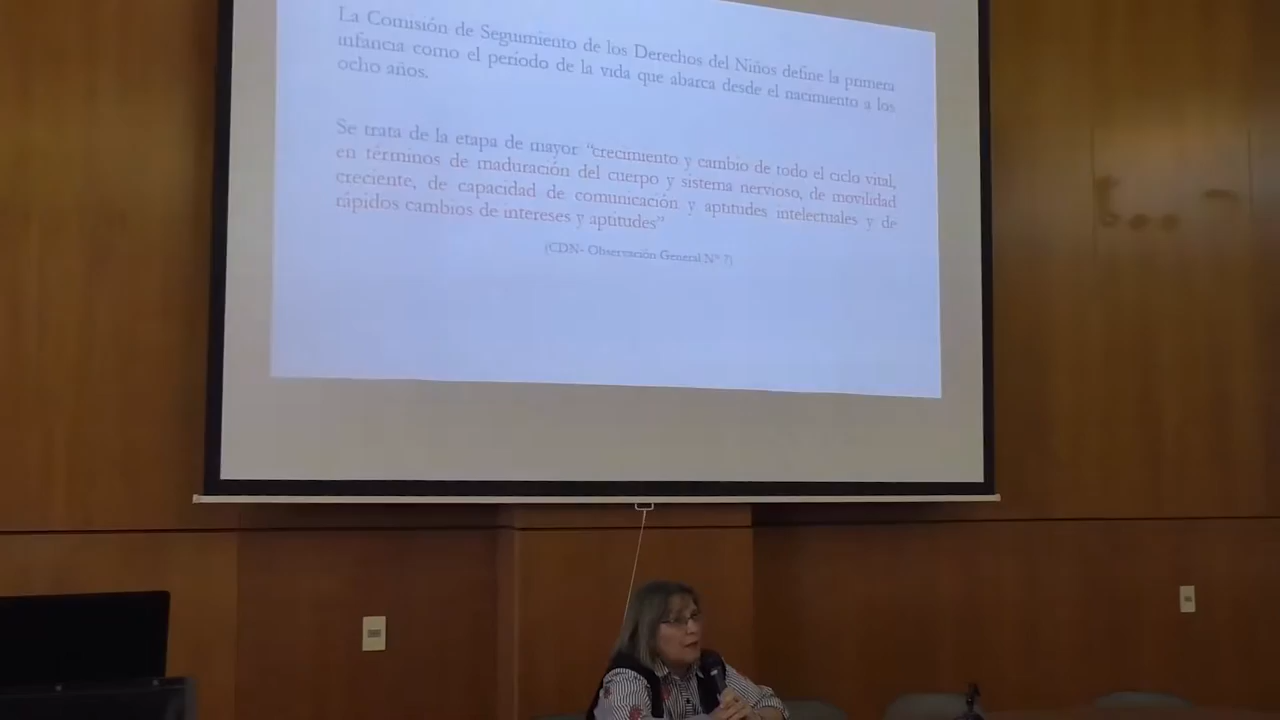 La Comisión de Seguimiento de los Derechos del Niños define la primera
infancia como el período de la vida que abarca desde el nacimiento a los
ocho años.
Se trata de la etapa de mayor “crecimiento y cambio de todo el ciclo vital,
en términos de maduración del cuerpo y sistema nervioso, de movilidad
creciente, de capacidad de comunicación y aptitudes intelectuales y de
rápidos cambios de intereses y aptitudes”
(CDN- Observación General N° 7)